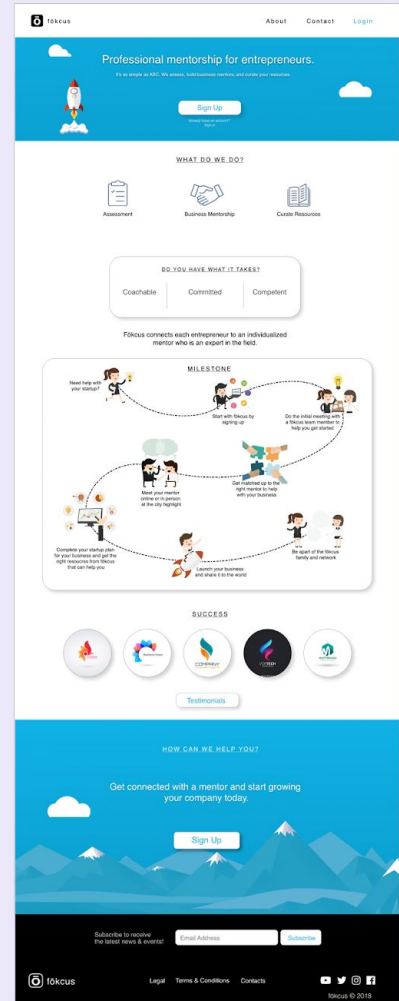 fōkcus
About Contact Login
Professional mentorship for entrepreneurs.
It's as simple as ABC. We assess, build business mentors, and curate your resources.
Sign Up
Already have an account?
Sign in
WHAT DO WE DO?
Assessment Business Mentorship Curate Resources
DO YOU HAVE WHAT IT TAKES?
Coachable Committed Competent
Fōkcus connects each entrepreneur to an individualized
mentor who is an expert in the field.
MILESTONE
Need help with
your startup?
Start with fōkcus by
signing up
Do the initial meeting with
a fōkcus team member to
help you get started
Meet your mentor
online or in person
at the city highlight
Get matched up to the
right mentor to help
with your business
Complete your startup plan
for your business and get the
right resources from fōkcus
that can help you
Launch your business
and share it to the world
Be apart of the fōkcus
family and network
SUCCESS
COMPANY
Testimonials
HOW CAN WE HELP YOU?
Get connected with a mentor and start growing
your company today.
Sign Up
Subscribe to receive
the latest news & events!
Email Address
Subscribe
fōkcus
Legal Terms & Conditions Contacts
fōkcus © 2018